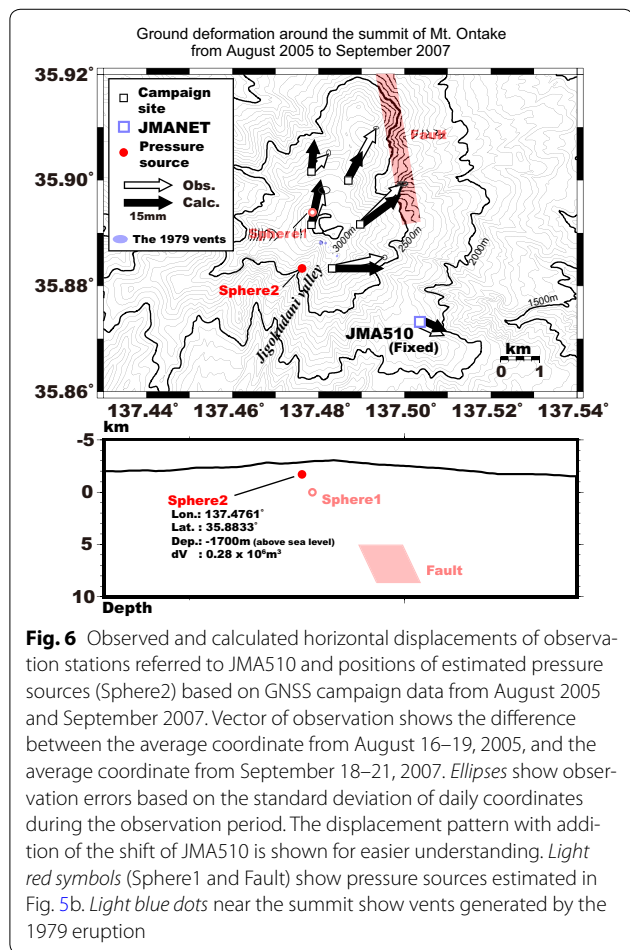 Ground deformation around the summit of Mt. Ontake
from August 2005 to September 2007
35.92˚
35.90˚
35.88˚
35.86˚
Campaign
site
JMANET
Pressure
source
Obs.
Calc.
15mm
The 1979 vents
Fault
Sphere1
Sphere2
3000m
2500m
2000m
1500m
Jigokudani valley
JMA510
(Fixed)
km
0 1
137.44˚ 137.46˚ 137.48˚ 137.50˚ 137.52˚ 137.54˚
km
-5
0
5
10
Depth
Sphere2
Lon.: 137.4761˚
Lat. : 35.8833˚
Dep.: -1700m (above sea level)
dV : 0.28 x 10⁶m³
Sphere1
Fault
Fig. 6 Observed and calculated horizontal displacements of observa-
tion stations referred to JMA510 and positions of estimated pressure
sources (Sphere2) based on GNSS campaign data from August 2005
and September 2007. Vector of observation shows the difference
between the average coordinate from August 16–19, 2005, and the
average coordinate from September 18–21, 2007. Ellipses show obser-
vation errors based on the standard deviation of daily coordinates
during the observation period. The displacement pattern with addi-
tion of the shift of JMA510 is shown for easier understanding. Light
red symbols (Sphere1 and Fault) show pressure sources estimated in
Fig. 5b. Light blue dots near the summit show vents generated by the
1979 eruption